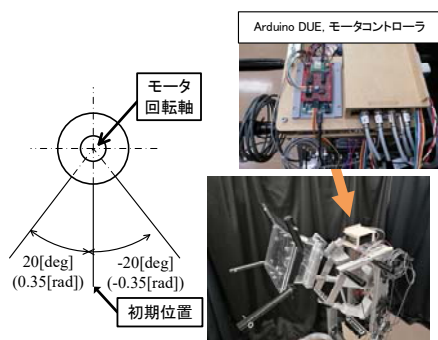 Arduino DUE, モータコントローラ
モータ
回転軸
20[deg]
(0.35[rad])
-20[deg]
(-0.35[rad])
初期位置